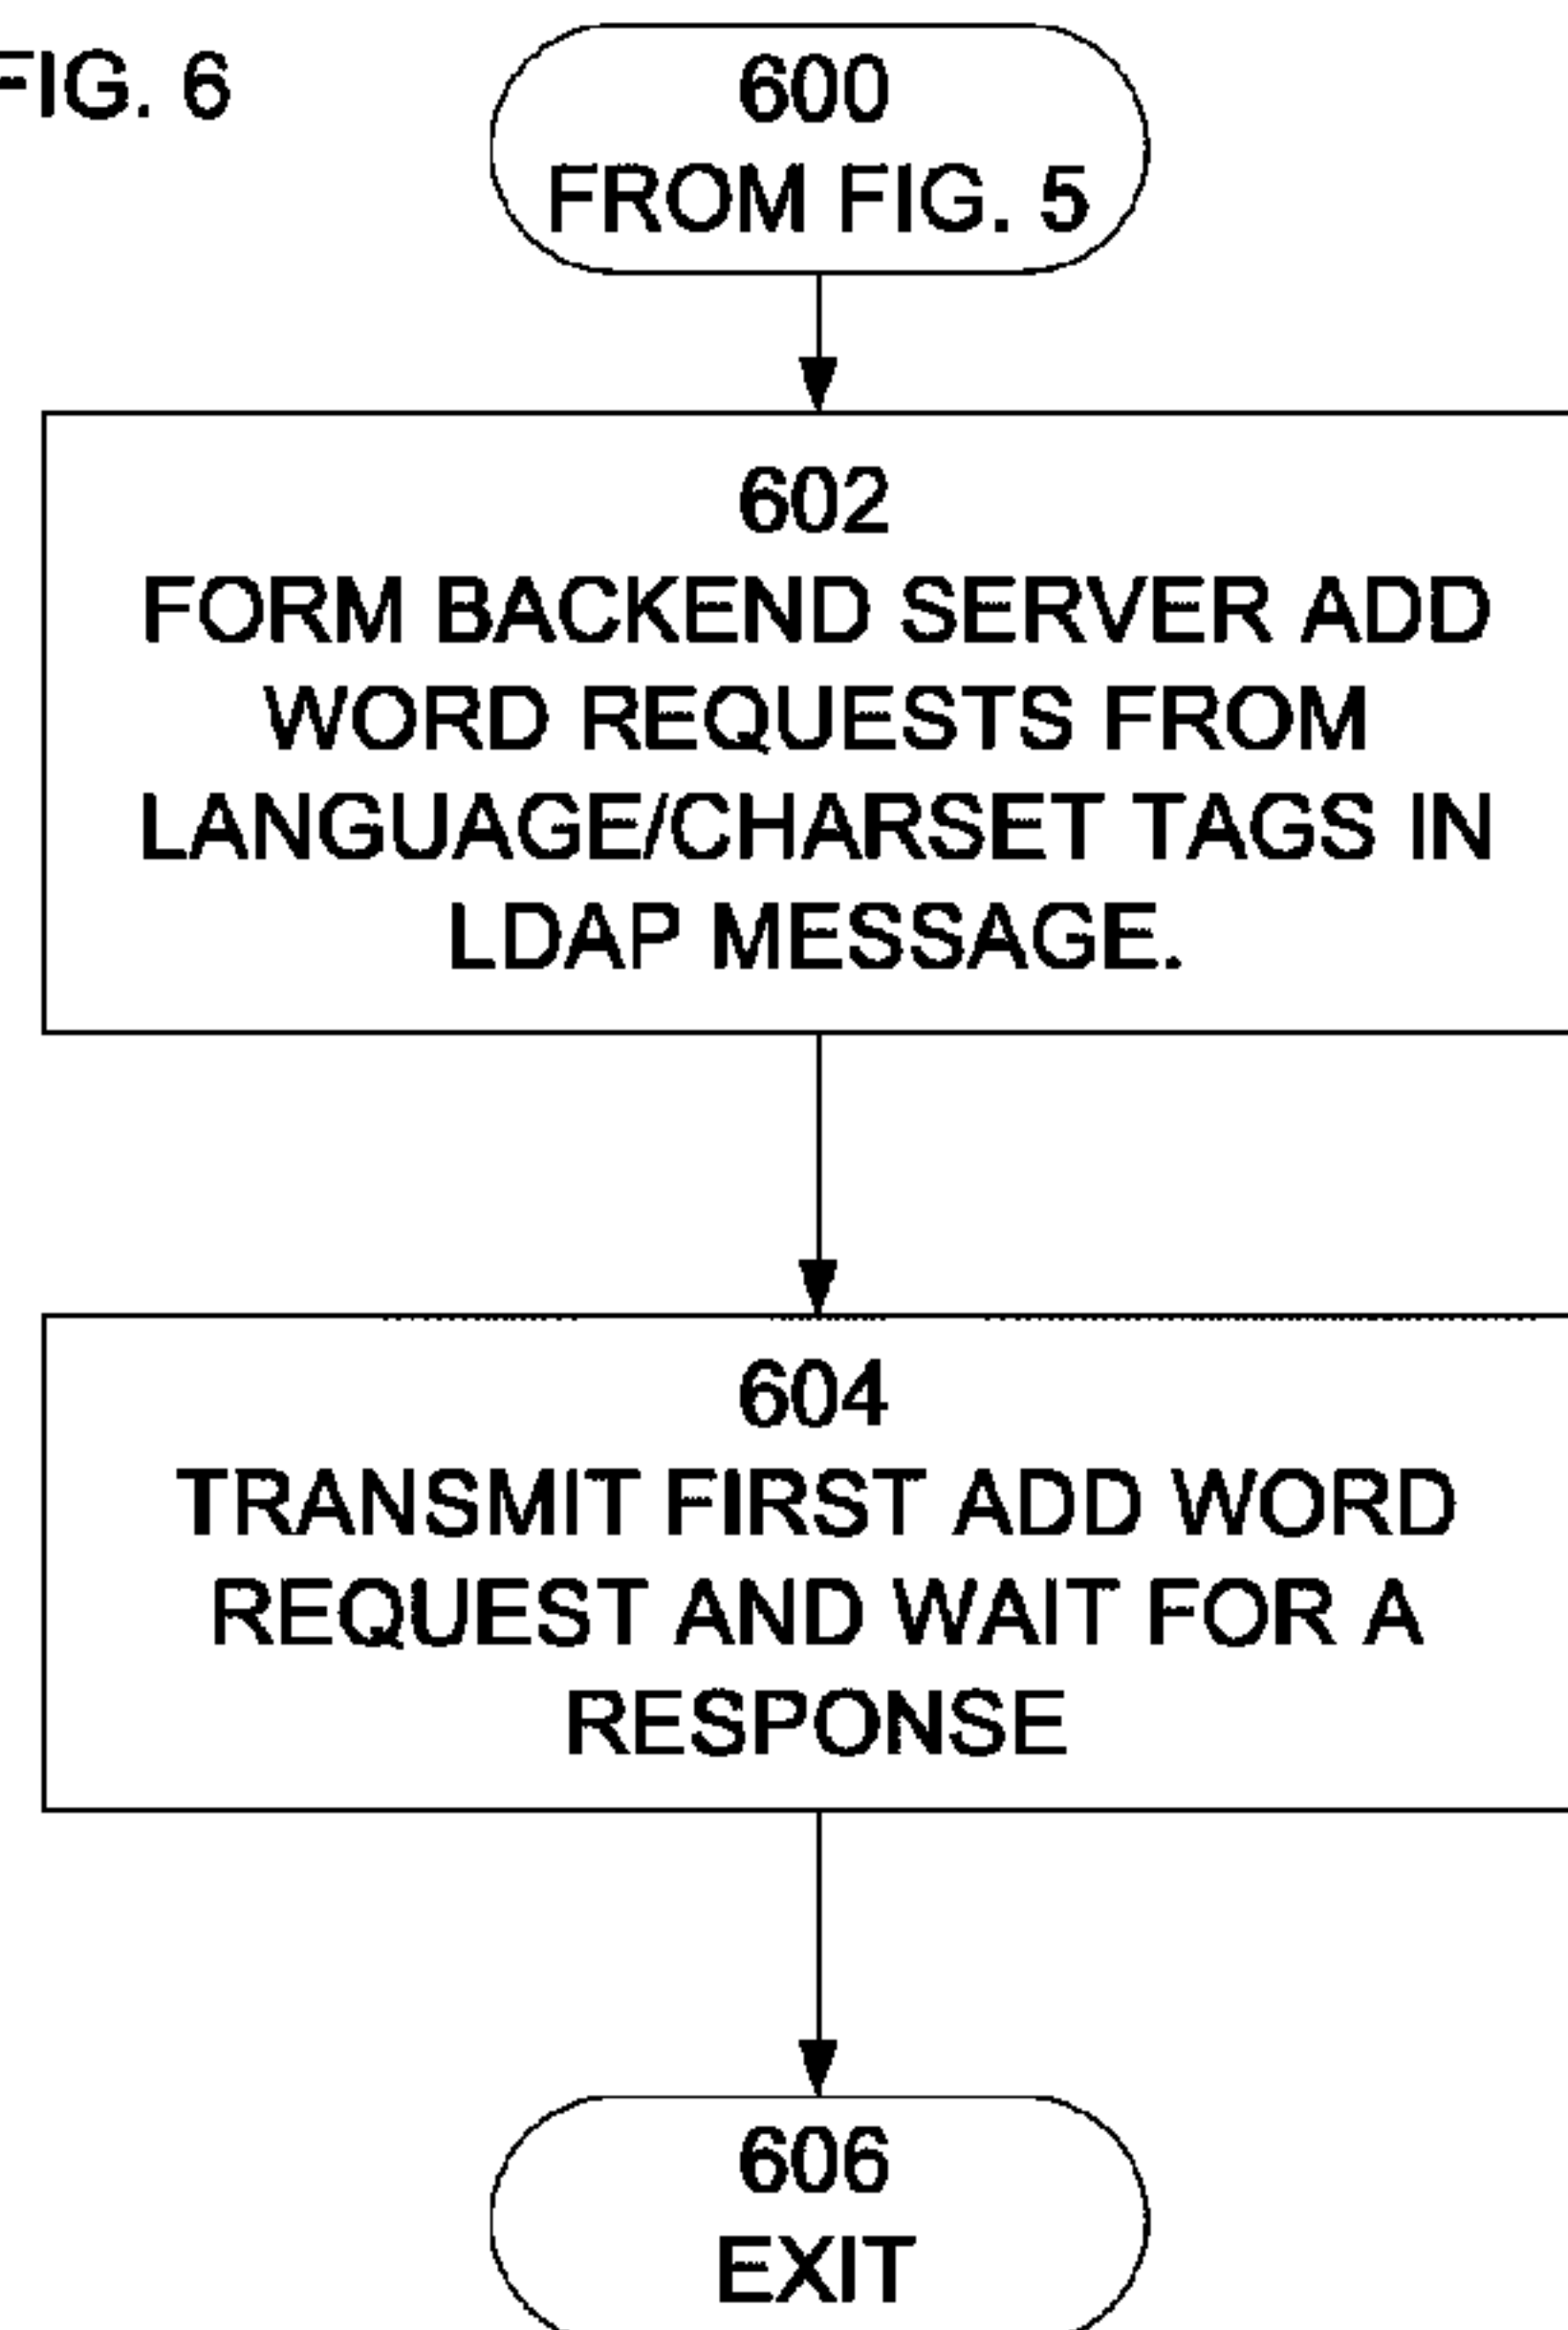 FIG. 6
600
FROM FIG. 5
602
FORM BACKEND SERVER ADD
WORD REQUESTS FROM
LANGUAGE/CHARSET TAGS IN
LDAP MESSAGE.
604
TRANSMIT FIRST ADD WORD
REQUEST AND WAIT FOR A
RESPONSE
606
EXIT